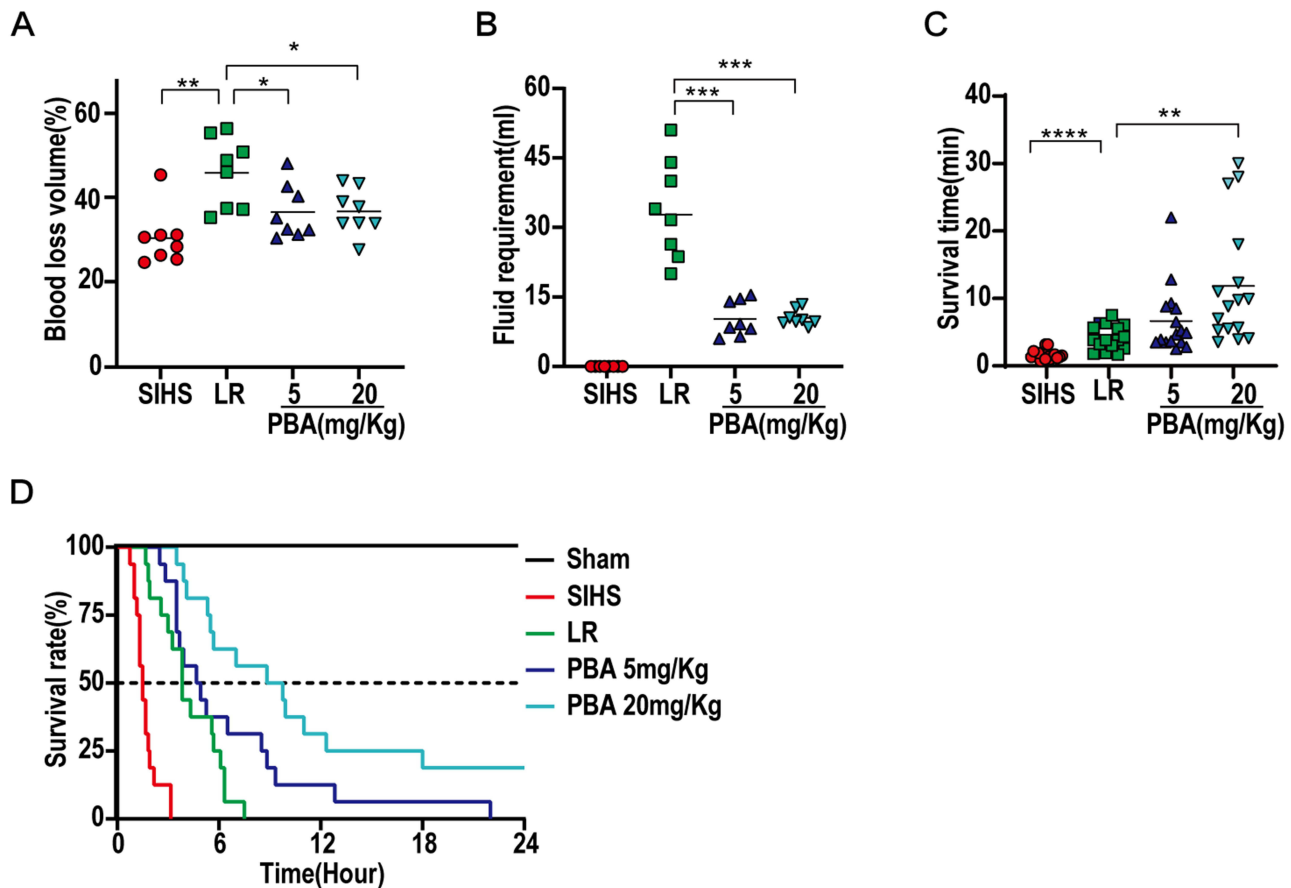 A
Blood loss volume(%)
60
40
20
0
**
*
*
SIHS LR 5 20
PBA(mg/Kg)
B
Fluid requirement(ml)
60
45
30
15
0
***
***
SIHS LR 5 20
PBA(mg/Kg)
C
Survival time(min)
40
30
20
10
0
****
**
SIHS LR 5 20
PBA(mg/Kg)
D
Survival rate(%)
100
75
50
25
0
0 6 12 18 24
Time(Hour)
Sham
SIHS
LR
PBA 5mg/Kg
PBA 20mg/Kg